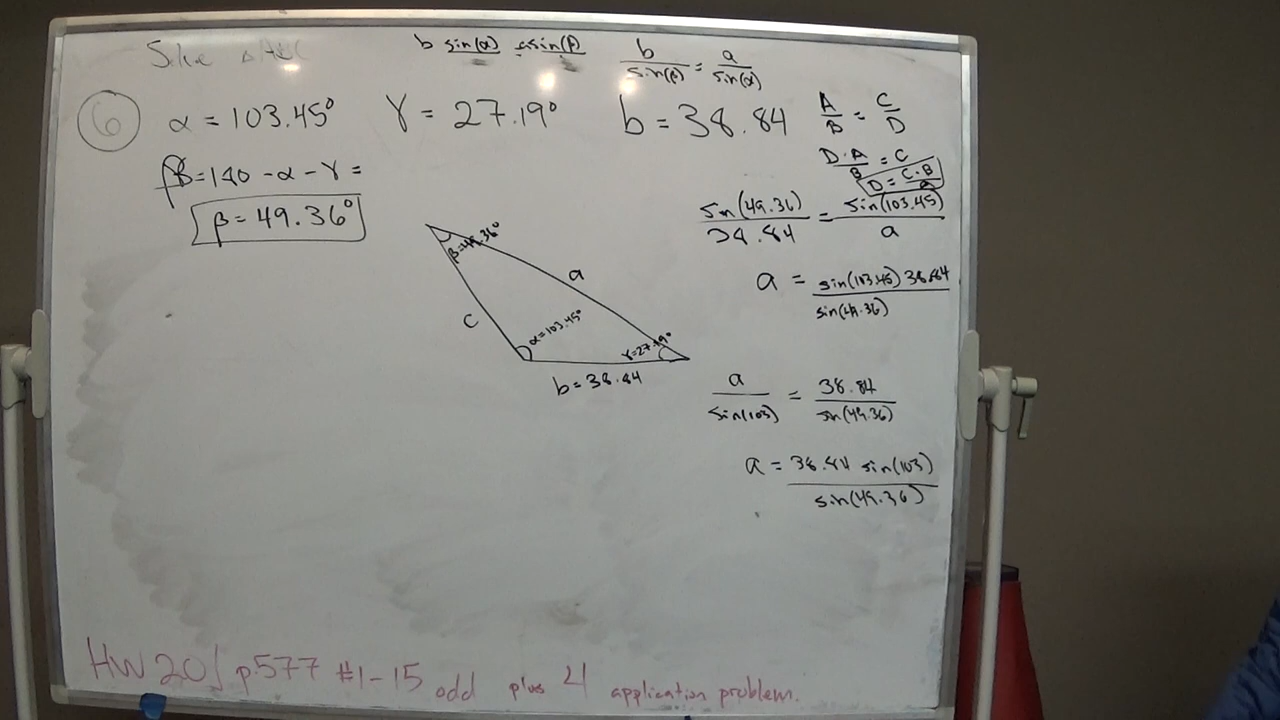 b sin(α) a sin(β)
b/sin(β) = a/sin(α)
6 α = 103.45° γ = 27.19° b = 38.84
A/B = C/D
D·A/B = C
D = C·B/A
β = 180 - α - γ =
β = 49.36°
sin(49.36)/38.84 = sin(103.45)/a
a = sin(103.45) 38.84/sin(49.36)
β=49.36°
a
c
α=103.45°
γ=27.19°
b = 38.84
a/sin(103) = 38.84/sin(49.36)
a = 38.84 sin(103)/sin(49.36)
HW 20 p.577 #1-15 odd plus 4 application problem.